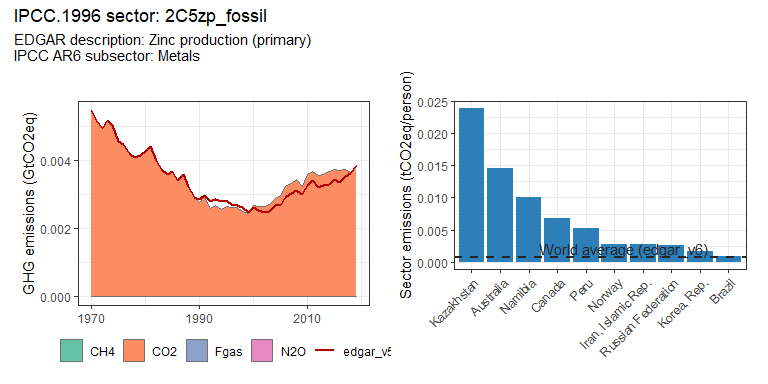 IPCC.1996 sector: 2C5zp_fossil
EDGAR description: Zinc production (primary)
IPCC AR6 subsector: Metals
GHG emissions (GtCO2eq)
0.004
0.002
0.000
1970
1990
2010
CH4
CO2
Fgas
N2O
edgar_v5
Sector emissions (tCO2eq/person)
0.025
0.020
0.015
0.010
0.005
0.000
World average (edgar_v6)
Kazakhstan
Australia
Namibia
Canada
Peru
Norway
Iran, Islamic Rep.
Russian Federation
Korea, Rep.
Brazil